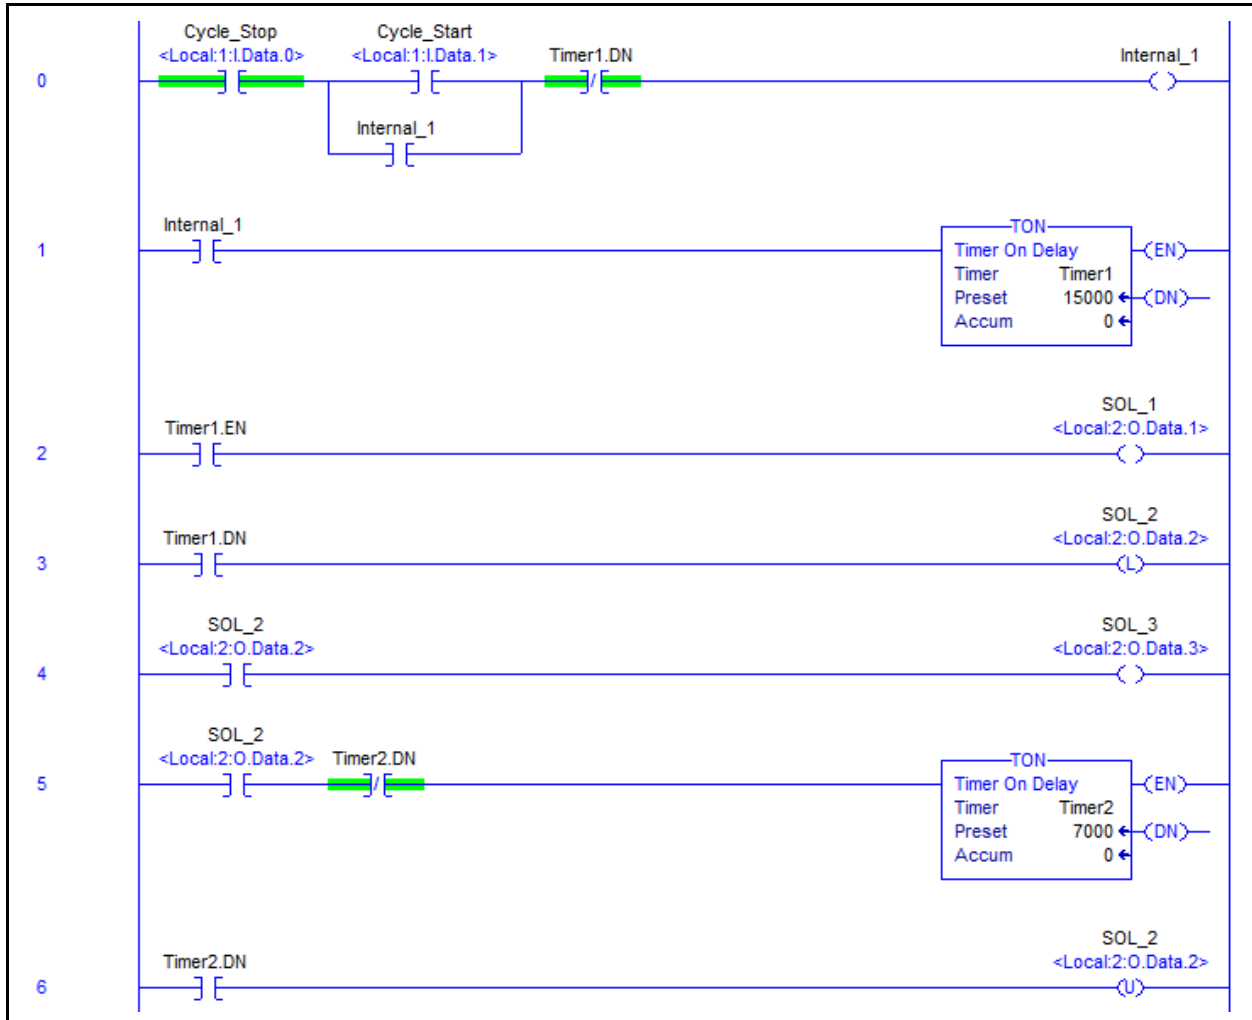 Cycle_Stop Cycle_Start
<Local:1:I.Data.0> <Local:1:I.Data.1> Timer1.DN Internal_1
0
Internal_1
Internal_1
TON
1
Timer On Delay EN
Timer Timer1
Preset 15000 DN
Accum 0
SOL_1
Timer1.EN <Local:2:O.Data.1>
2
SOL_2
Timer1.DN <Local:2:O.Data.2>
3 L
SOL_2 SOL_3
<Local:2:O.Data.2> <Local:2:O.Data.3>
4
SOL_2
<Local:2:O.Data.2> Timer2.DN TON
5 Timer On Delay EN
Timer Timer2
Preset 7000 DN
Accum 0
SOL_2
Timer2.DN <Local:2:O.Data.2>
6 U